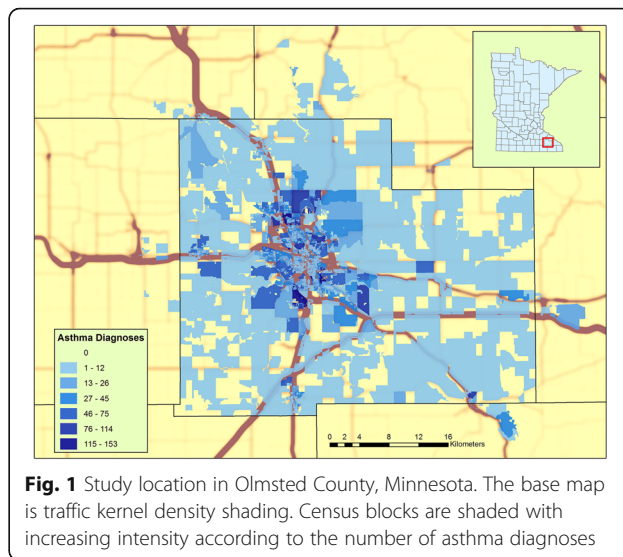 Asthma Diagnoses
0
1 - 12
13 - 26
27 - 45
46 - 75
76 - 114
115 - 153
0 2 4 8 12 16
Kilometers
Fig. 1 Study location in Olmsted County, Minnesota. The base map
is traffic kernel density shading. Census blocks are shaded with
increasing intensity according to the number of asthma diagnoses